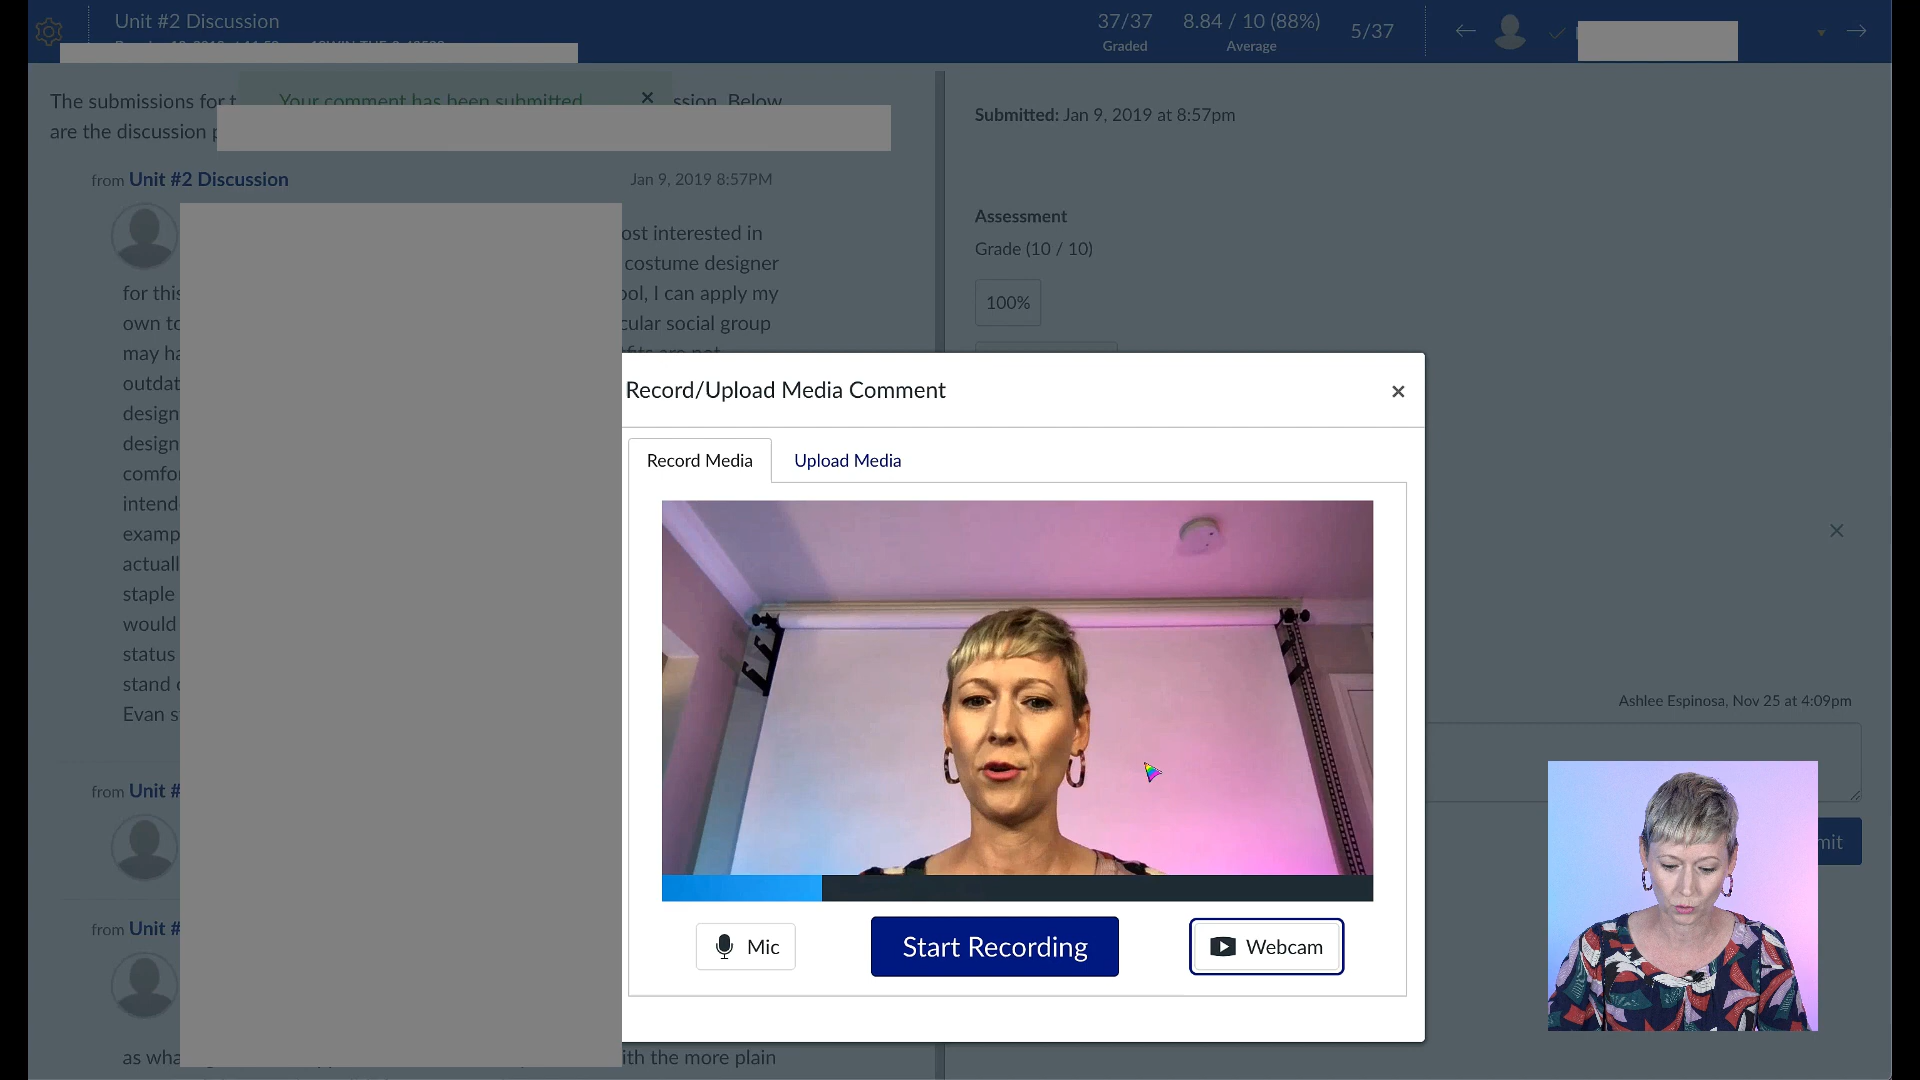 Unit #2 Discussion
37/37
Graded
8.84 / 10 (88%)
Average
5/37
The submissions for t
Your comment has been submitted
ssion. Below
are the discussion p
from Unit #2 Discussion
Jan 9, 2019 8:57PM
ost interested in
costume designer
for this
ool, I can apply my
own to
cular social group
may ha
outdat
design
design
comfor
intend
examp
actuall
staple
would
status
stand
Evan s
from Unit #
from Unit #
as wha
ith the more plain
Submitted: Jan 9, 2019 at 8:57pm
Assessment
Grade (10 / 10)
100%
Record/Upload Media Comment
Record Media
Upload Media
Mic
Start Recording
Webcam
Ashlee Espinosa, Nov 25 at 4:09pm
mit